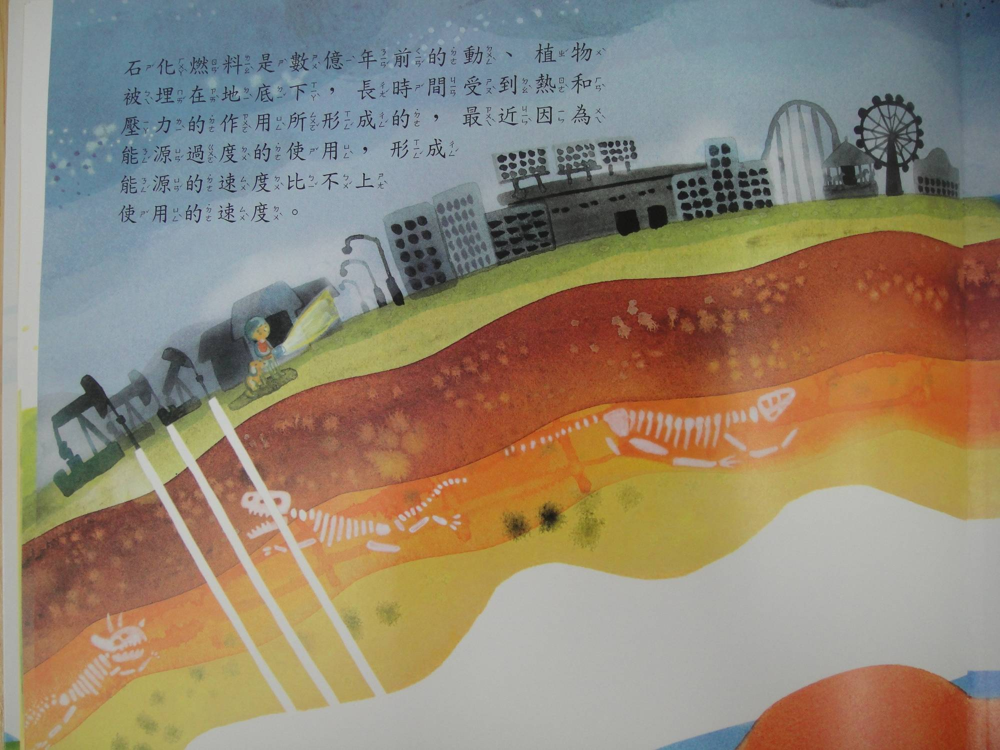 石化燃料是數億年前的動、植物
被埋在地底下，長時間受到熱和
壓力的作用所形成的，最近因為
能源過度的使用，形成
能源的速度比不上
使用的速度。